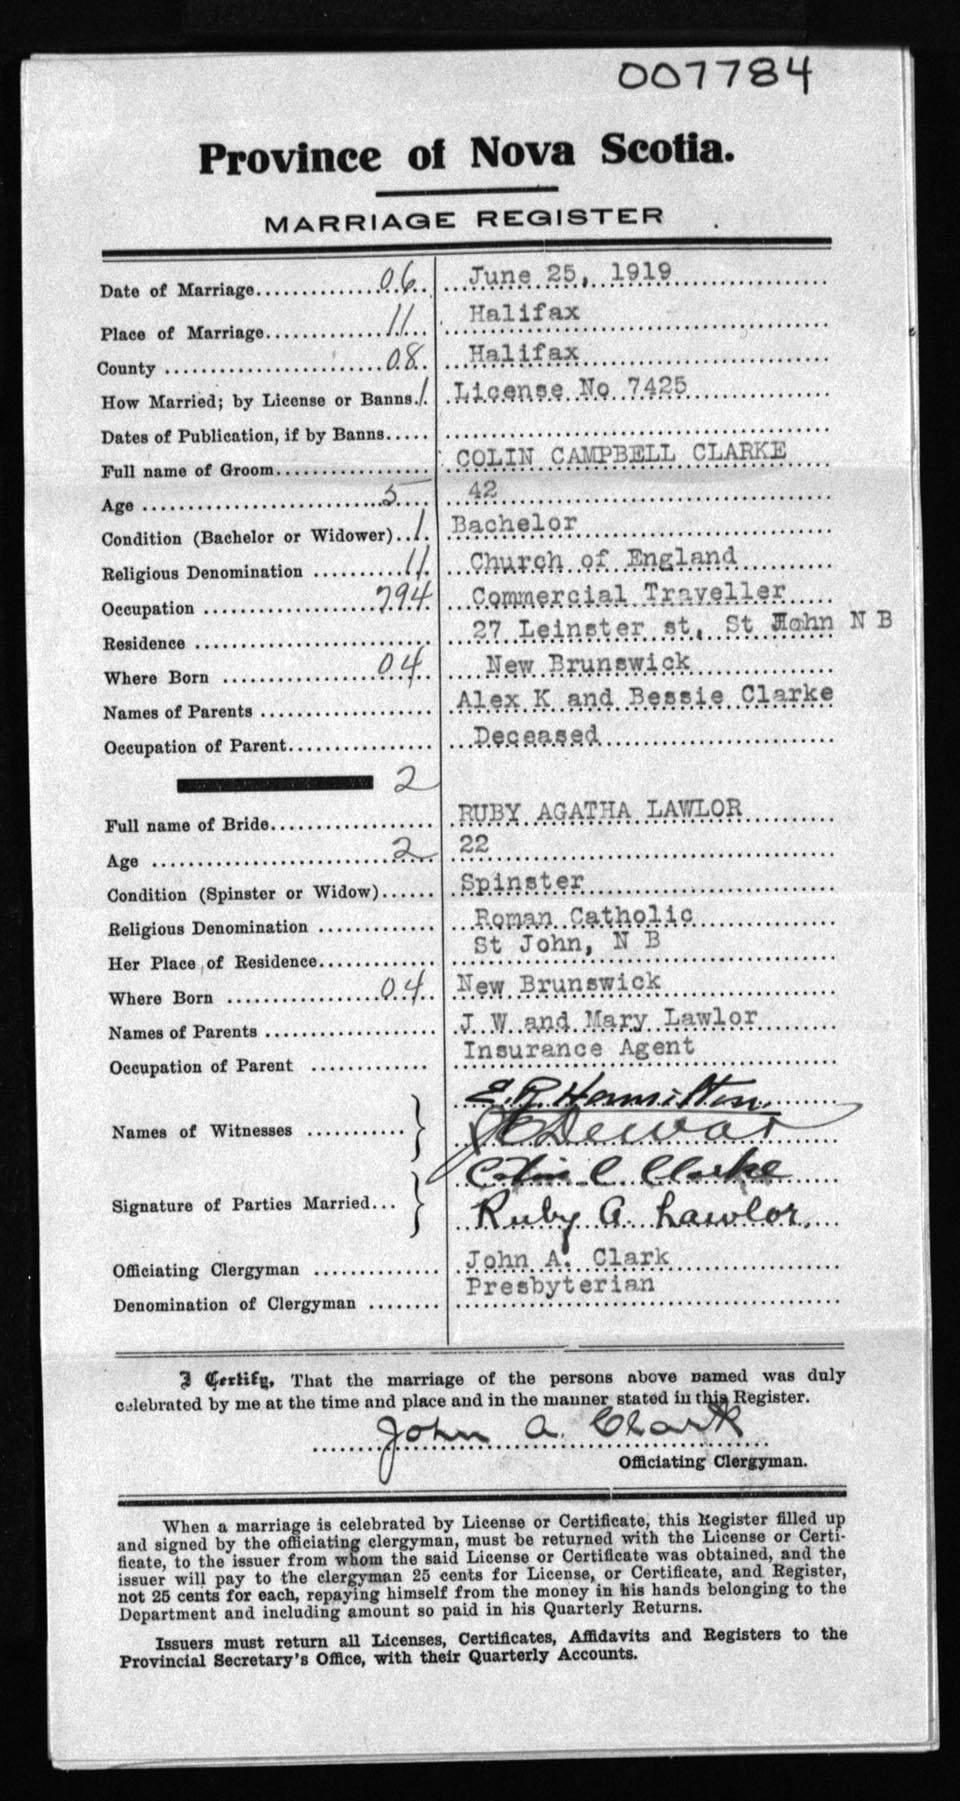 007784
Province of Nova Scotia.
MARRIAGE REGISTER
Date of Marriage..............06.. ...June 25, 1919...
Place of Marriage.............11... ...Halifax...
County ........................08.. ...Halifax...
How Married; by License or Banns.1. .License No 7425...
Dates of Publication, if by Banns..... ...
Full name of Groom................. COLIN CAMPBELL CLARKE...
Age ..........................5.... ...42...
Condition (Bachelor or Widower)..1. Bachelor...
Religious Denomination .........11. ...Church of England...
Occupation ...................794. ...Commercial Traveller.....
Residence .......................... ...27 Leinster st, St John N B
Where Born ..................04.. ....New Brunswick...
Names of Parents ................... Alex K and Bessie Clarke
Occupation of Parent................ ...Deceased...
2
Full name of Bride.................. RUBY AGATHA LAWLOR...
Age ...........................2.... 22...
Condition (Spinster or Widow)...... Spinster...
Religious Denomination ............. ...Roman Catholic...
Her Place of Residence............. St John, N B
Where Born .................04.. New Brunswick...
Names of Parents ................... J W and Mary Lawlor
Occupation of Parent ............ Insurance Agent
E. R. Hamilton.
Names of Witnesses ........... } Dewar
Colin C Clarke
Signature of Parties Married... }
Ruby A. Lawlor.
Officiating Clergyman .............. John A. Clark
Denomination of Clergyman ........ Presbyterian
I Certify, That the marriage of the persons above named was duly
celebrated by me at the time and place and in the manner stated in this Register.
John A. Clark
Officiating Clergyman.
When a marriage is celebrated by License or Certificate, this Register filled up
and signed by the officiating clergyman, must be returned with the License or Certi-
ficate, to the issuer from whom the said License or Certificate was obtained, and the
issuer will pay to the clergyman 25 cents for License, or Certificate, and Register,
not 25 cents for each, repaying himself from the money in his hands belonging to the
Department and including amount so paid in his Quarterly Returns.
Issuers must return all Licenses, Certificates, Affidavits and Registers to the
Provincial Secretary's Office, with their Quarterly Accounts.